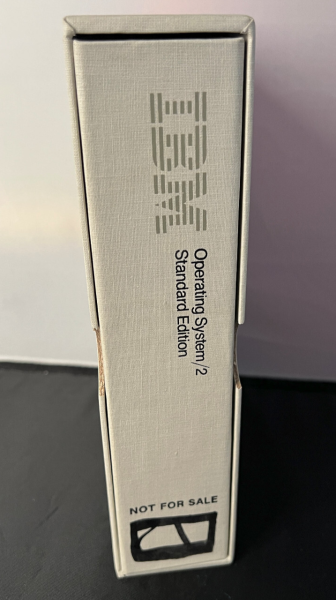 IBM
Operating System/2
Standard Edition
NOT FOR SALE